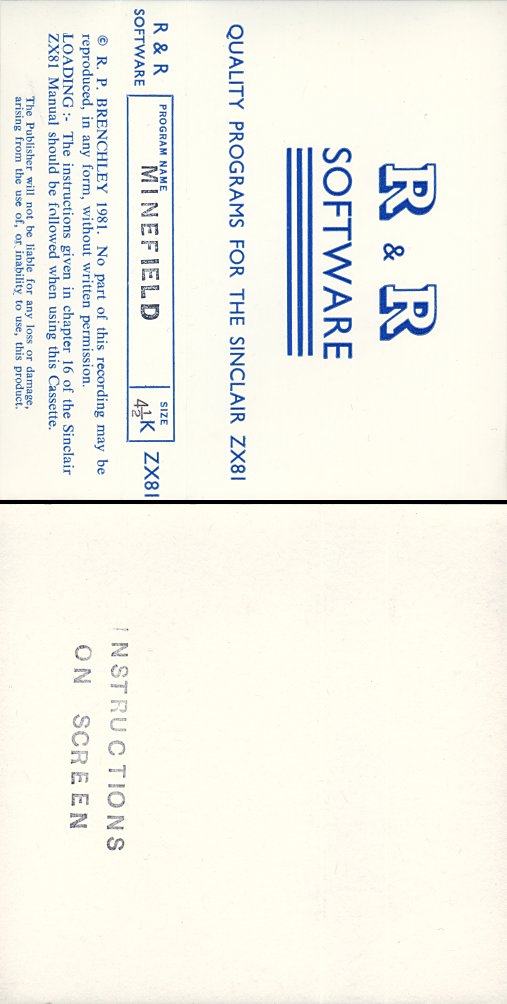 R & R
SOFTWARE
QUALITY PROGRAMS FOR THE SINCLAIR ZX81
R & R
SOFTWARE
PROGRAM NAME
MINEFIELD
SIZE
4½K
ZX81
© R. P. BRENCHLEY 1981. No part of this recording may be
reproduced, in any form, without written permission.
LOADING :- The instructions given in chapter 16 of the Sinclair
ZX81 Manual should be followed when using this Cassette.
The Publisher will not be liable for any loss or damage,
arising from the use of, or inability to use, this product.
INSTRUCTIONS
ON SCREEN